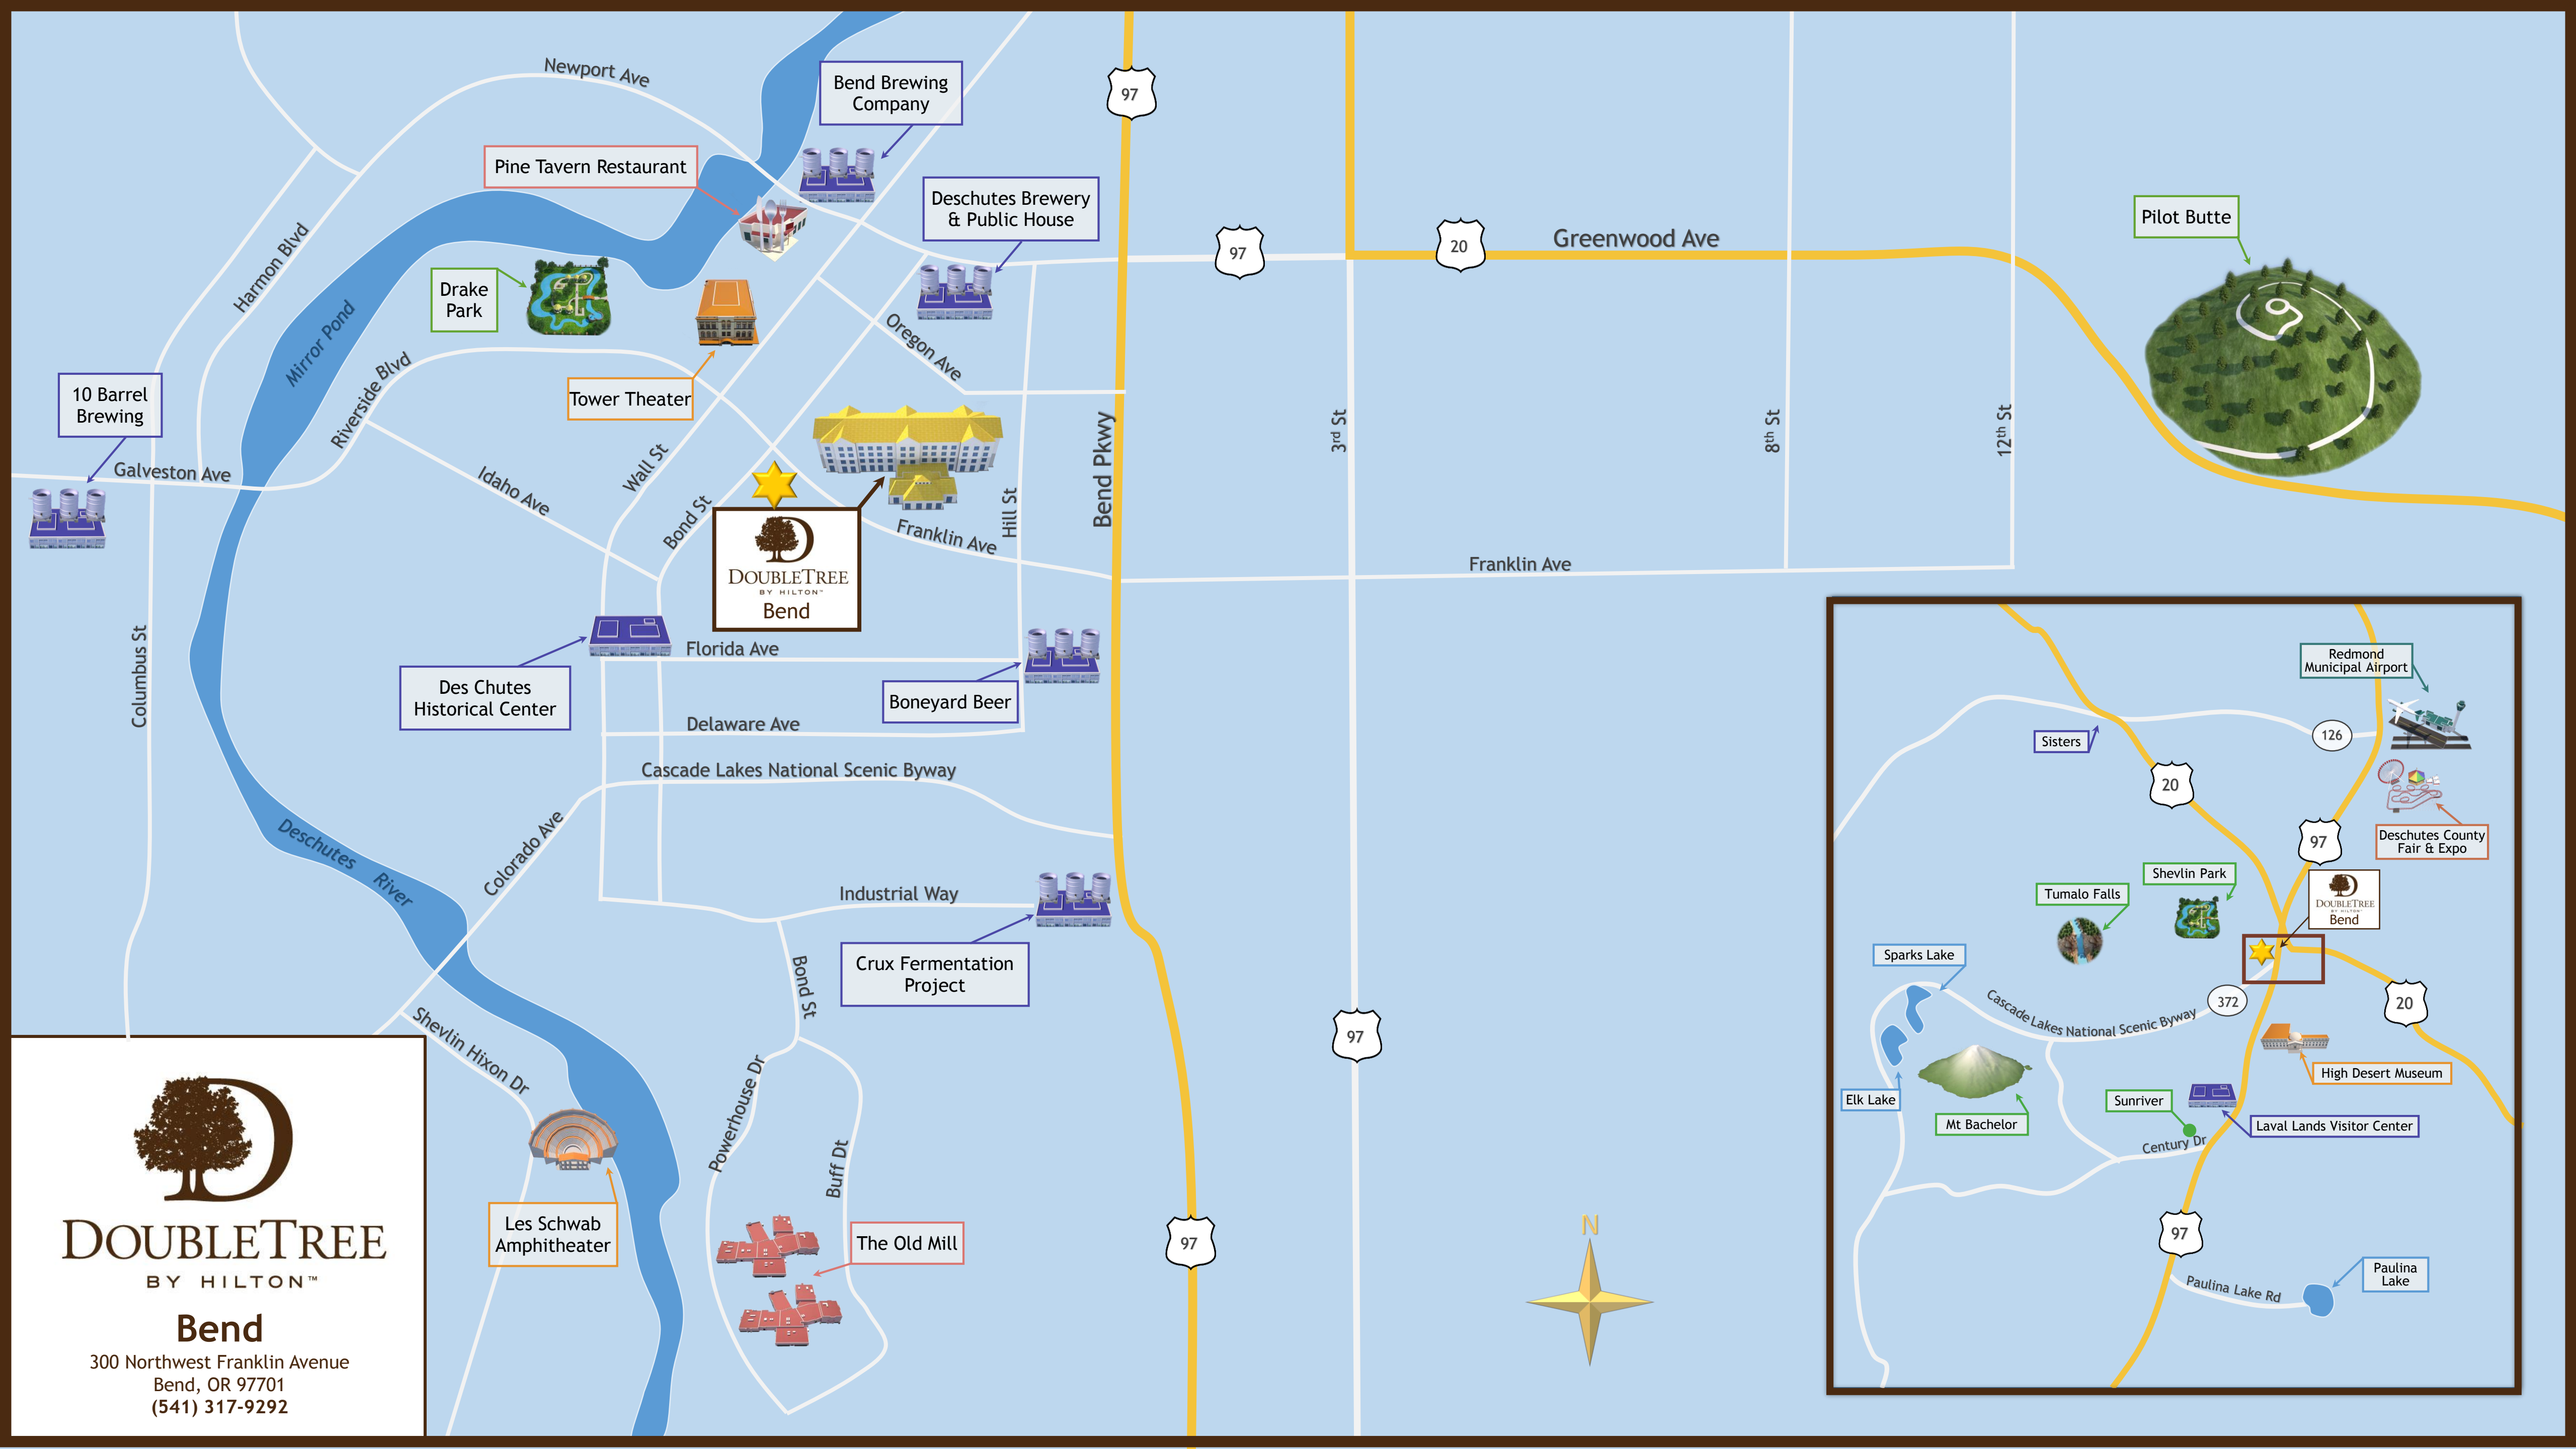 Newport Ave
Bend Brewing
Company
97
Pine Tavern Restaurant
Deschutes Brewery
& Public House
Pilot Butte
97
20
Greenwood Ave
Harmon Blvd
Drake
Park
Mirror Pond
Oregon Ave
Riverside Blvd
10 Barrel
Brewing
Tower Theater
Wall St
Bend Pkwy
3rd St
8th St
12th St
Galveston Ave
Idaho Ave
Bond St
Hill St
Franklin Ave
Franklin Ave
D
DOUBLETREE
BY HILTON™
Bend
Florida Ave
Columbus St
Des Chutes
Historical Center
Boneyard Beer
Delaware Ave
Cascade Lakes National Scenic Byway
Deschutes River
Colorado Ave
Industrial Way
Crux Fermentation
Project
Bond St
Shevlin Hixon Dr
Powerhouse Dr
Buff Dt
97
Les Schwab
Amphitheater
The Old Mill
97
N
D
DOUBLETREE
BY HILTON™
Bend
300 Northwest Franklin Avenue
Bend, OR 97701
(541) 317-9292
Redmond
Municipal Airport
126
Sisters
20
97
Deschutes County
Fair & Expo
Shevlin Park
Tumalo Falls
D
DOUBLETREE
BY HILTON™
Bend
Sparks Lake
372
20
Cascade Lakes National Scenic Byway
High Desert Museum
Elk Lake
Mt Bachelor
Sunriver
Laval Lands Visitor Center
Century Dr
97
Paulina
Lake
Paulina Lake Rd